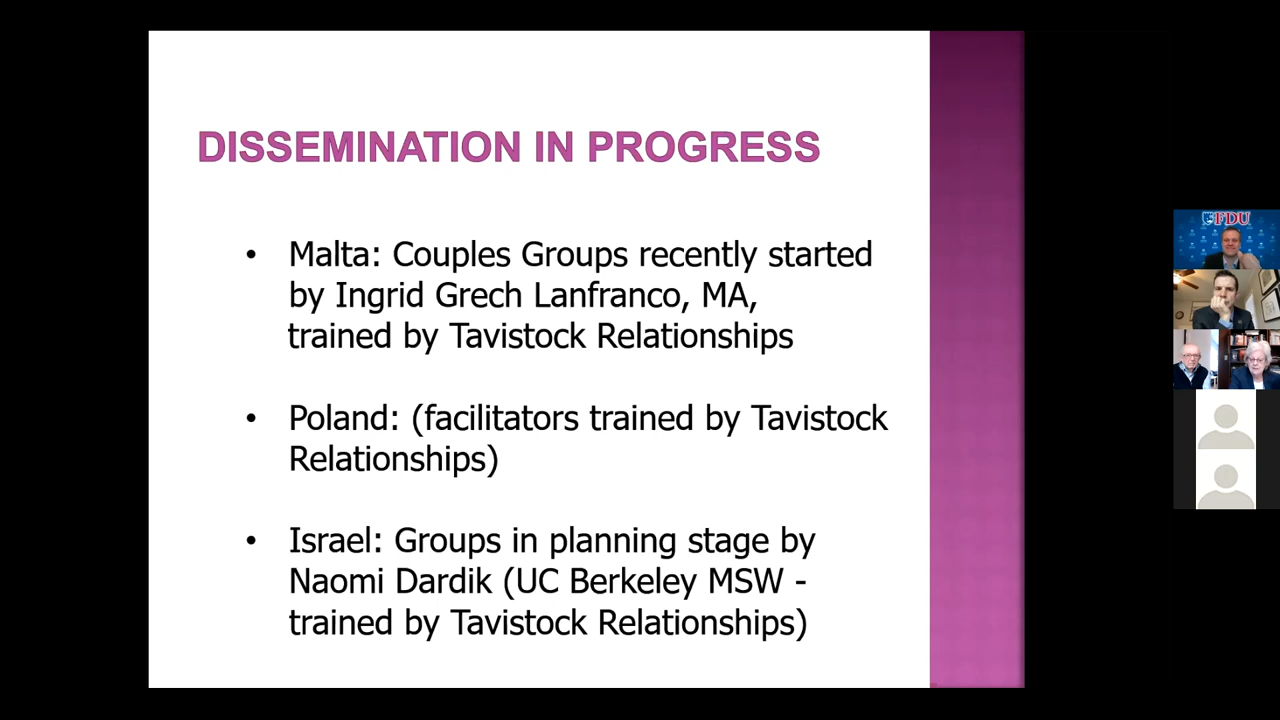 DISSEMINATION IN PROGRESS
• Malta: Couples Groups recently started
by Ingrid Grech Lanfranco, MA,
trained by Tavistock Relationships
• Poland: (facilitators trained by Tavistock
Relationships)
• Israel: Groups in planning stage by
Naomi Dardik (UC Berkeley MSW -
trained by Tavistock Relationships)
FDU